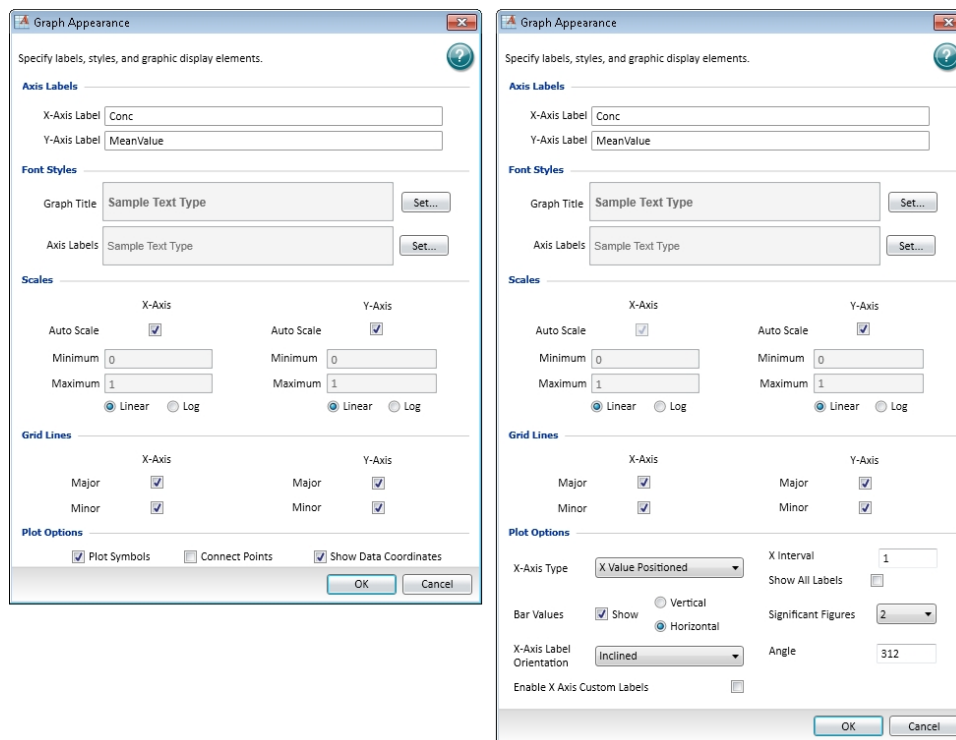 Graph Appearance
Specify labels, styles, and graphic display elements.
?
Axis Labels
X-Axis Label Conc
Y-Axis Label MeanValue
Font Styles
Graph Title Sample Text Type Set...
Axis Labels Sample Text Type Set...
Scales
X-Axis Y-Axis
Auto Scale Auto Scale
Minimum 0 Minimum 0
Maximum 1 Maximum 1
Linear Log Linear Log
Grid Lines
X-Axis Y-Axis
Major Major
Minor Minor
Plot Options
Plot Symbols Connect Points Show Data Coordinates
OK Cancel
Graph Appearance
Specify labels, styles, and graphic display elements.
?
Axis Labels
X-Axis Label Conc
Y-Axis Label MeanValue
Font Styles
Graph Title Sample Text Type Set...
Axis Labels Sample Text Type Set...
Scales
X-Axis Y-Axis
Auto Scale Auto Scale
Minimum 0 Minimum 0
Maximum 1 Maximum 1
Linear Log Linear Log
Grid Lines
X-Axis Y-Axis
Major Major
Minor Minor
Plot Options
X-Axis Type X Value Positioned X Interval 1
Show All Labels
Bar Values Show Vertical Significant Figures 2
Horizontal
X-Axis Label
Orientation Inclined Angle 312
Enable X Axis Custom Labels
OK Cancel